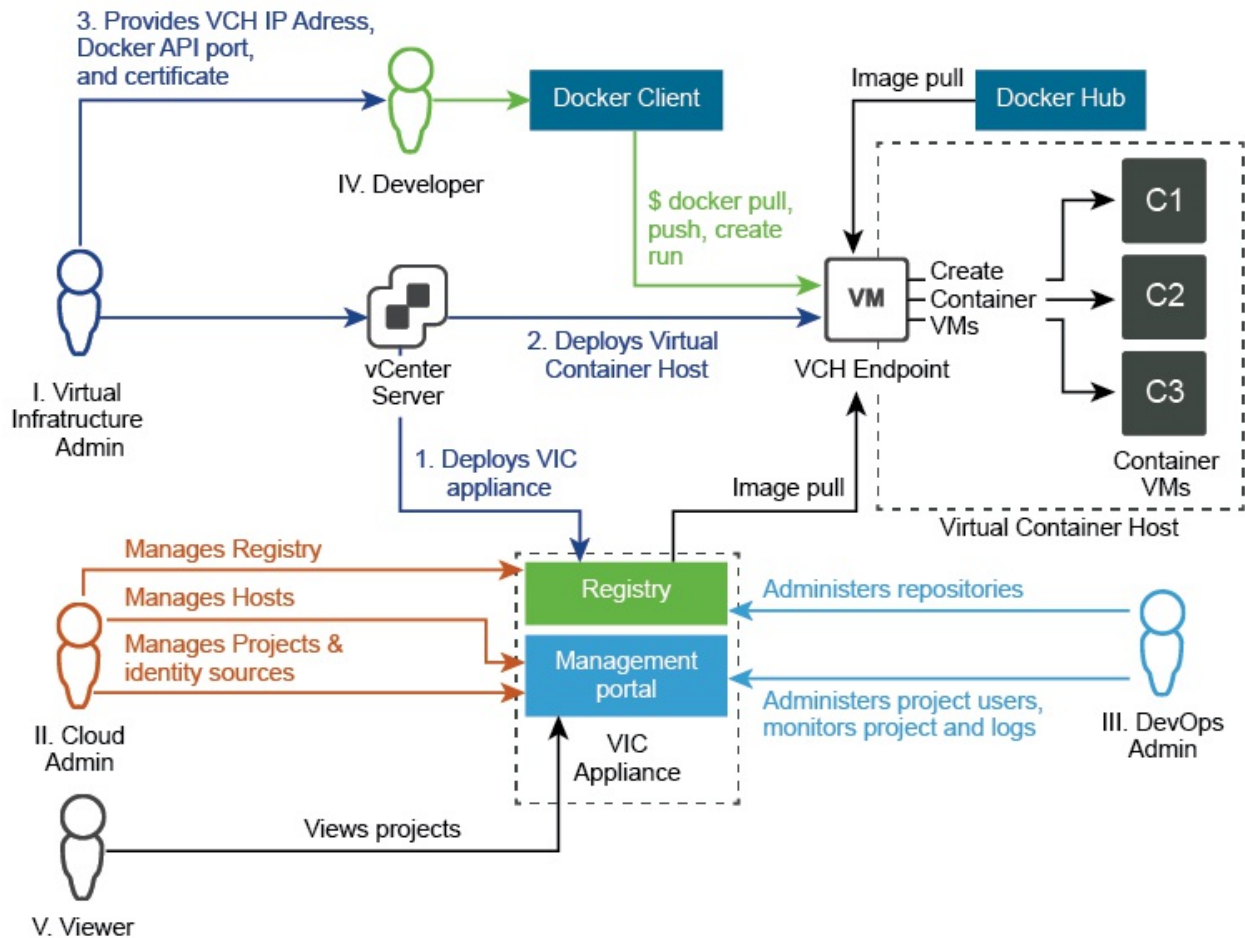 3. Provides VCH IP Adress,
Docker API port,
and certificate
Docker Client
Image pull
Docker Hub
IV. Developer
$ docker pull,
push, create
run
C1
C2
C3
VM
Create
Container
VMs
VCH Endpoint
Container
VMs
Virtual Container Host
I. Virtual
Infratructure
Admin
vCenter
Server
2. Deploys Virtual
Container Host
1. Deploys VIC
appliance
Image pull
Manages Registry
Manages Hosts
Manages Projects &
identity sources
II. Cloud
Admin
Registry
Management
portal
VIC
Appliance
Administers repositories
Administers project users,
monitors project and logs
III. DevOps
Admin
Views projects
V. Viewer